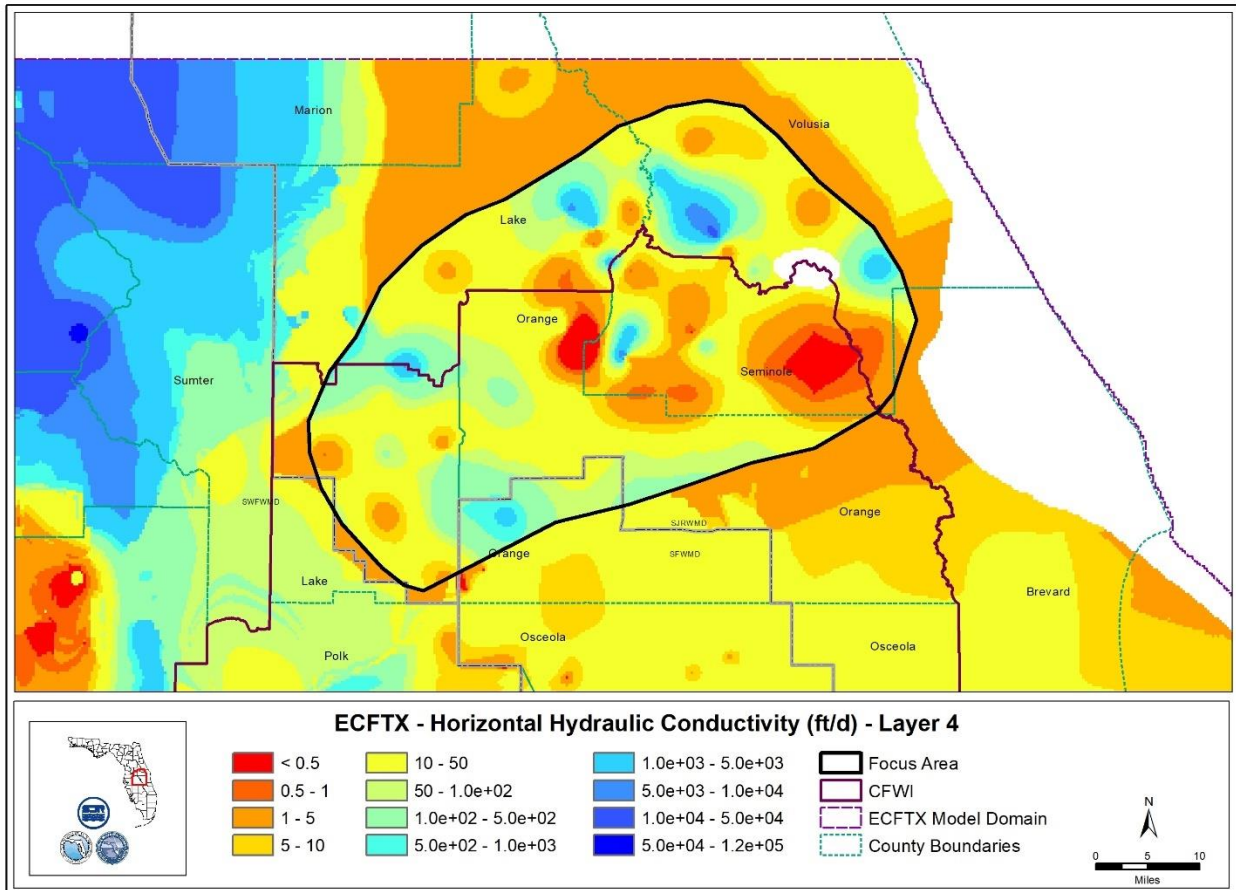 Marion
Volusia
Lake
Orange
Sumter
Seminole
SWFWMD
Orange
SJRWMD
Orange
SFWMD
Lake
Brevard
Osceola
Osceola
Polk
ECFTX - Horizontal Hydraulic Conductivity (ft/d) - Layer 4
< 0.5
0.5 - 1
1 - 5
5 - 10
10 - 50
50 - 1.0e+02
1.0e+02 - 5.0e+02
5.0e+02 - 1.0e+03
1.0e+03 - 5.0e+03
5.0e+03 - 1.0e+04
1.0e+04 - 5.0e+04
5.0e+04 - 1.2e+05
Focus Area
CFWI
ECFTX Model Domain
County Boundaries
N
0 5 10
Miles